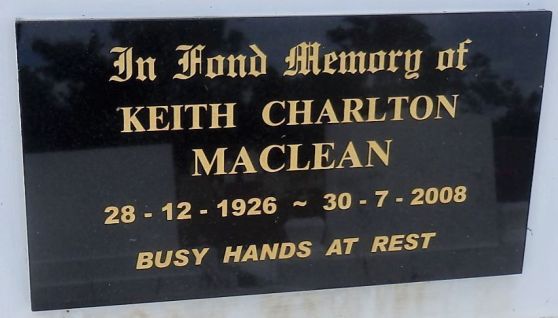 In Fond Memory of
KEITH CHARLTON
MACLEAN
28 - 12 - 1926 ~ 30 - 7 - 2008
BUSY HANDS AT REST